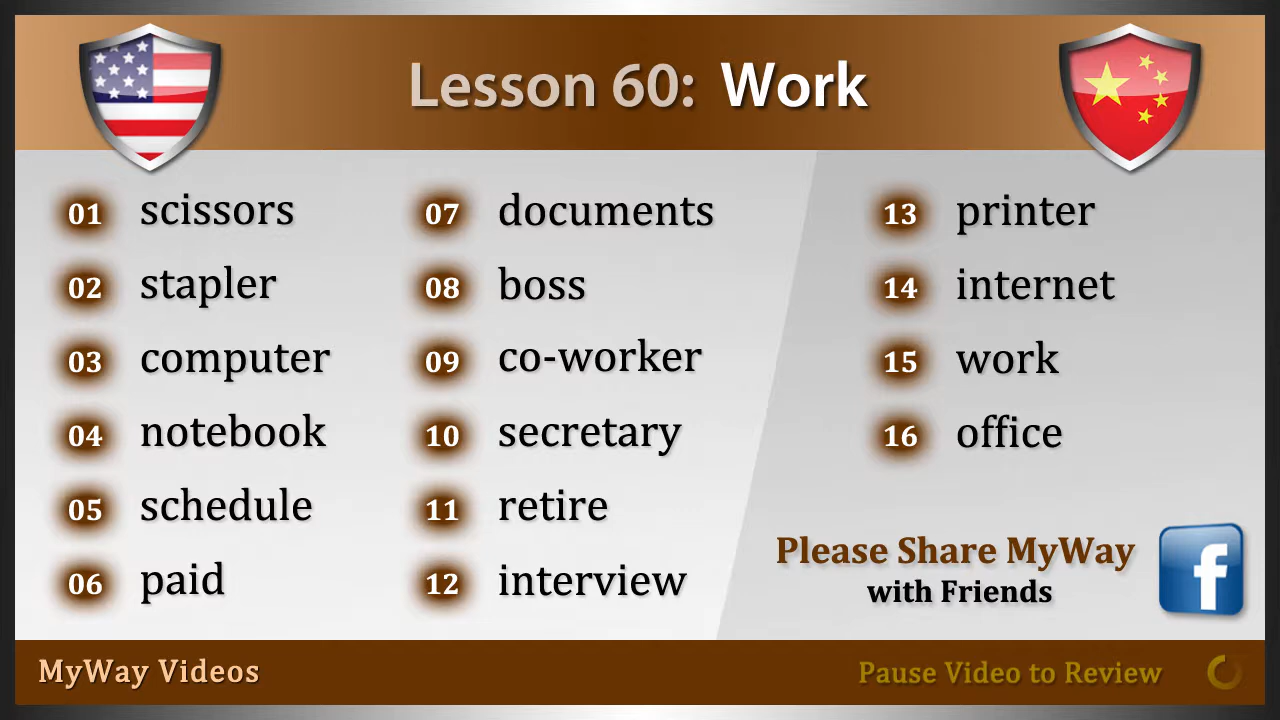 Lesson 60: Work
01 scissors
02 stapler
03 computer
04 notebook
05 schedule
06 paid
07 documents
08 boss
09 co-worker
10 secretary
11 retire
12 interview
13 printer
14 internet
15 work
16 office
Please Share MyWay
with Friends
f
MyWay Videos
Pause Video to Review